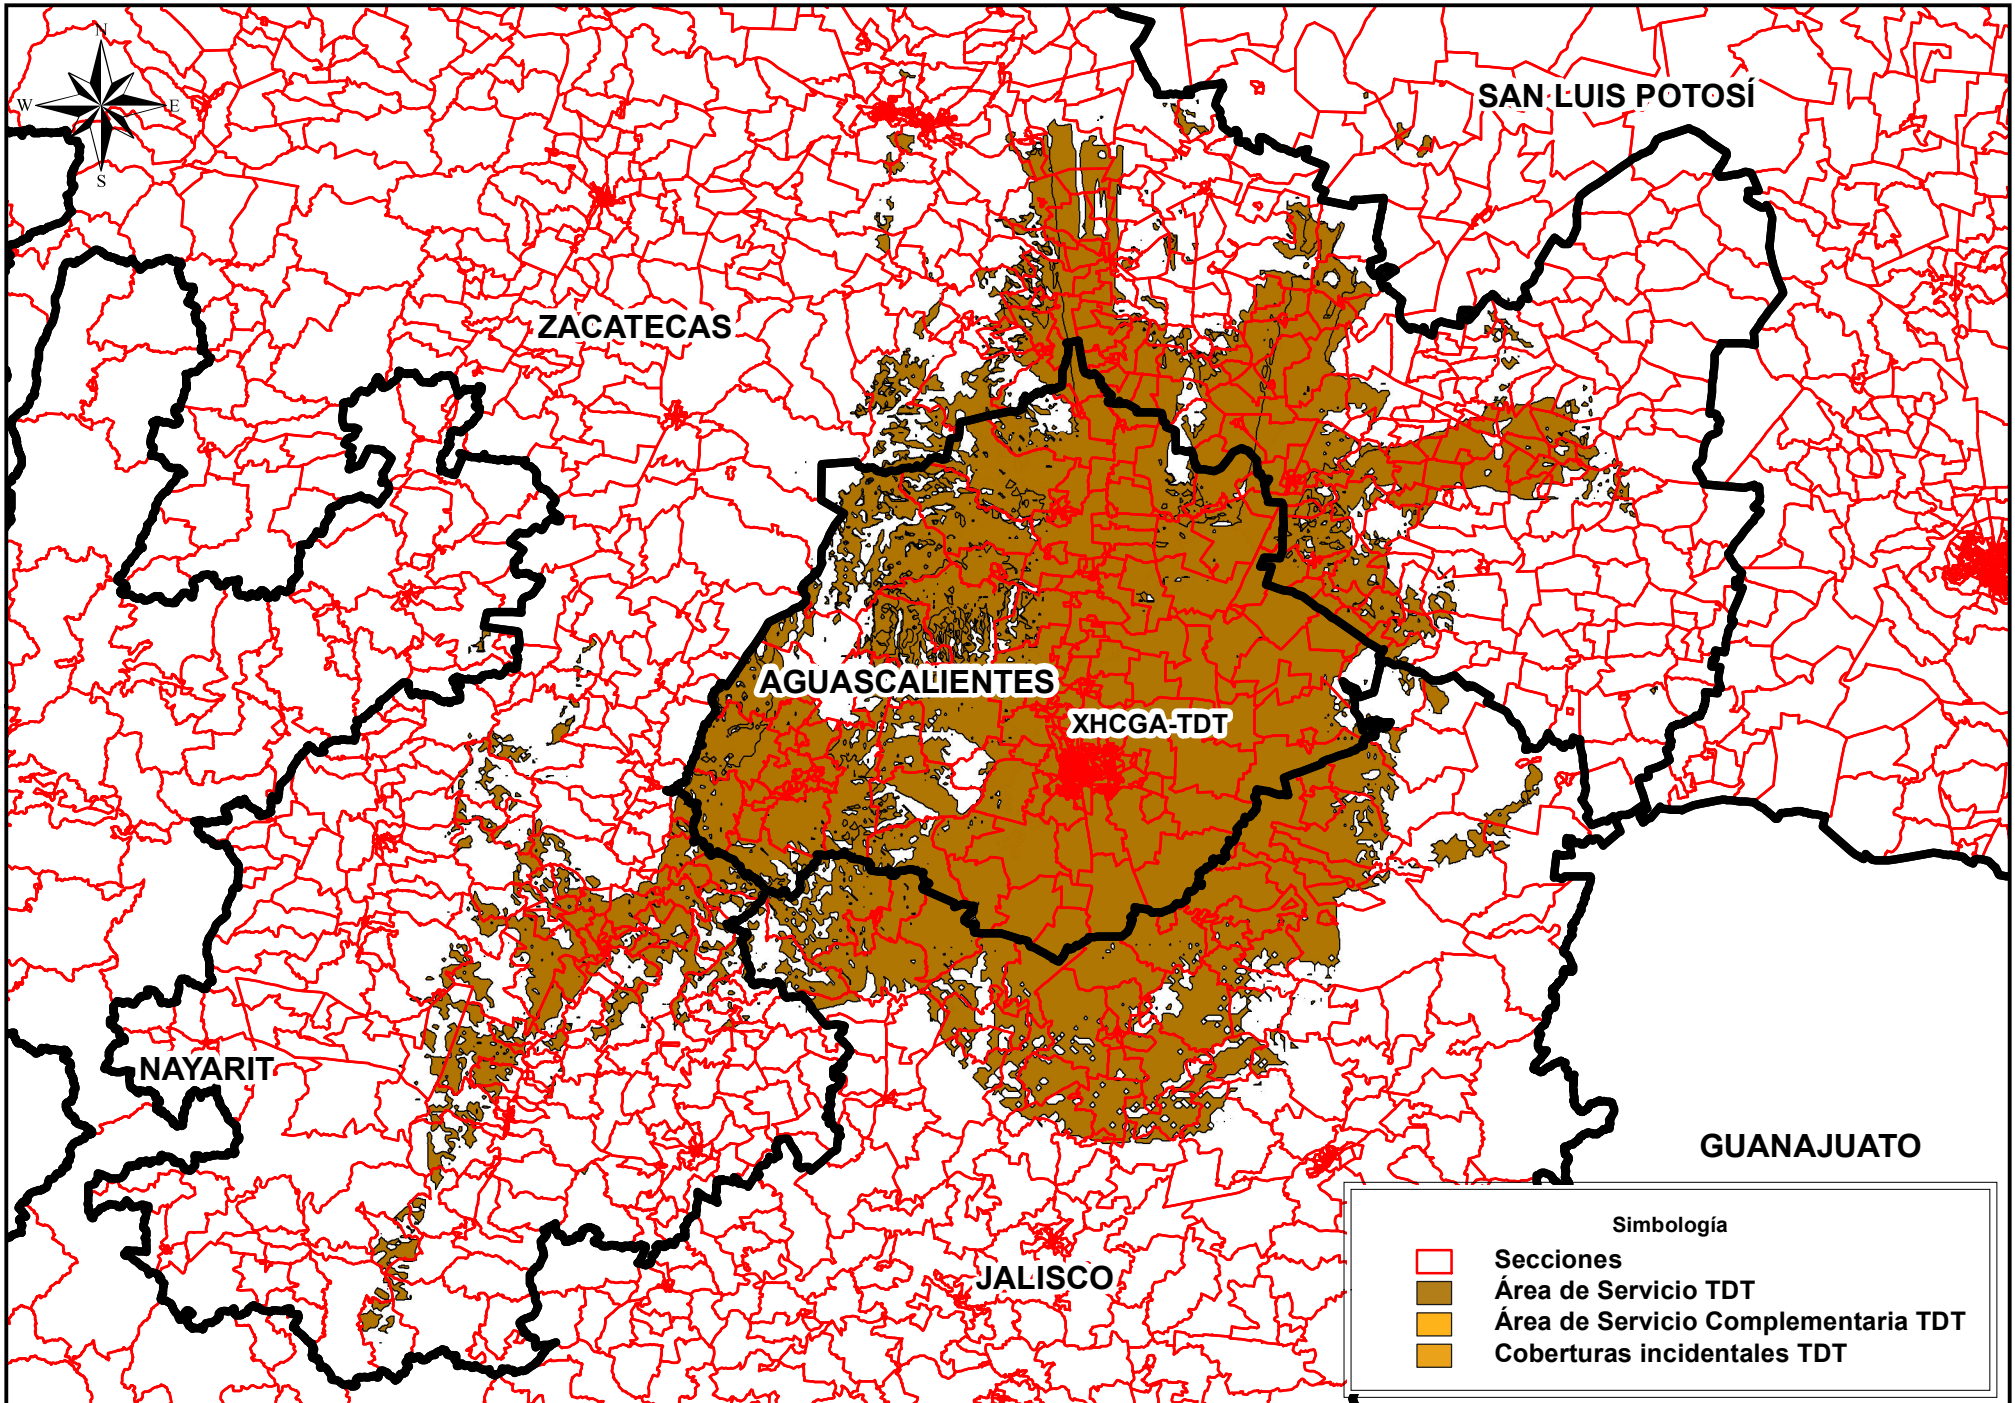 N
W
E
S
SAN LUIS POTOSÍ
ZACATECAS
AGUASCALIENTES
XHCGA-TDT
NAYARIT
GUANAJUATO
JALISCO
Simbología
Secciones
Área de Servicio TDT
Área de Servicio Complementaria TDT
Coberturas incidentales TDT